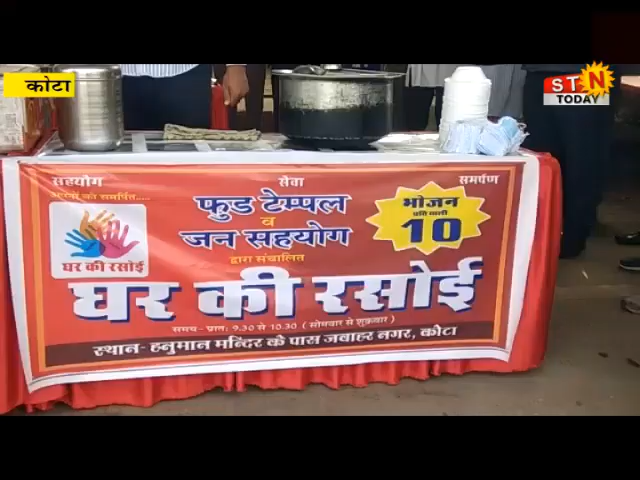 कोटा
STN
TODAY
सहयोग सेवा समर्पण
फुड टेम्पल
व
जन सहयोग
द्वारा संचालित
भोजन
प्रति थाली
10
घर की रसोई
घर की रसोई
समय- प्रातः 9.30 से 10.30 ( सोमवार से शुक्रवार )
स्थान- हनुमान मन्दिर के पास जवाहर नगर, कोटा